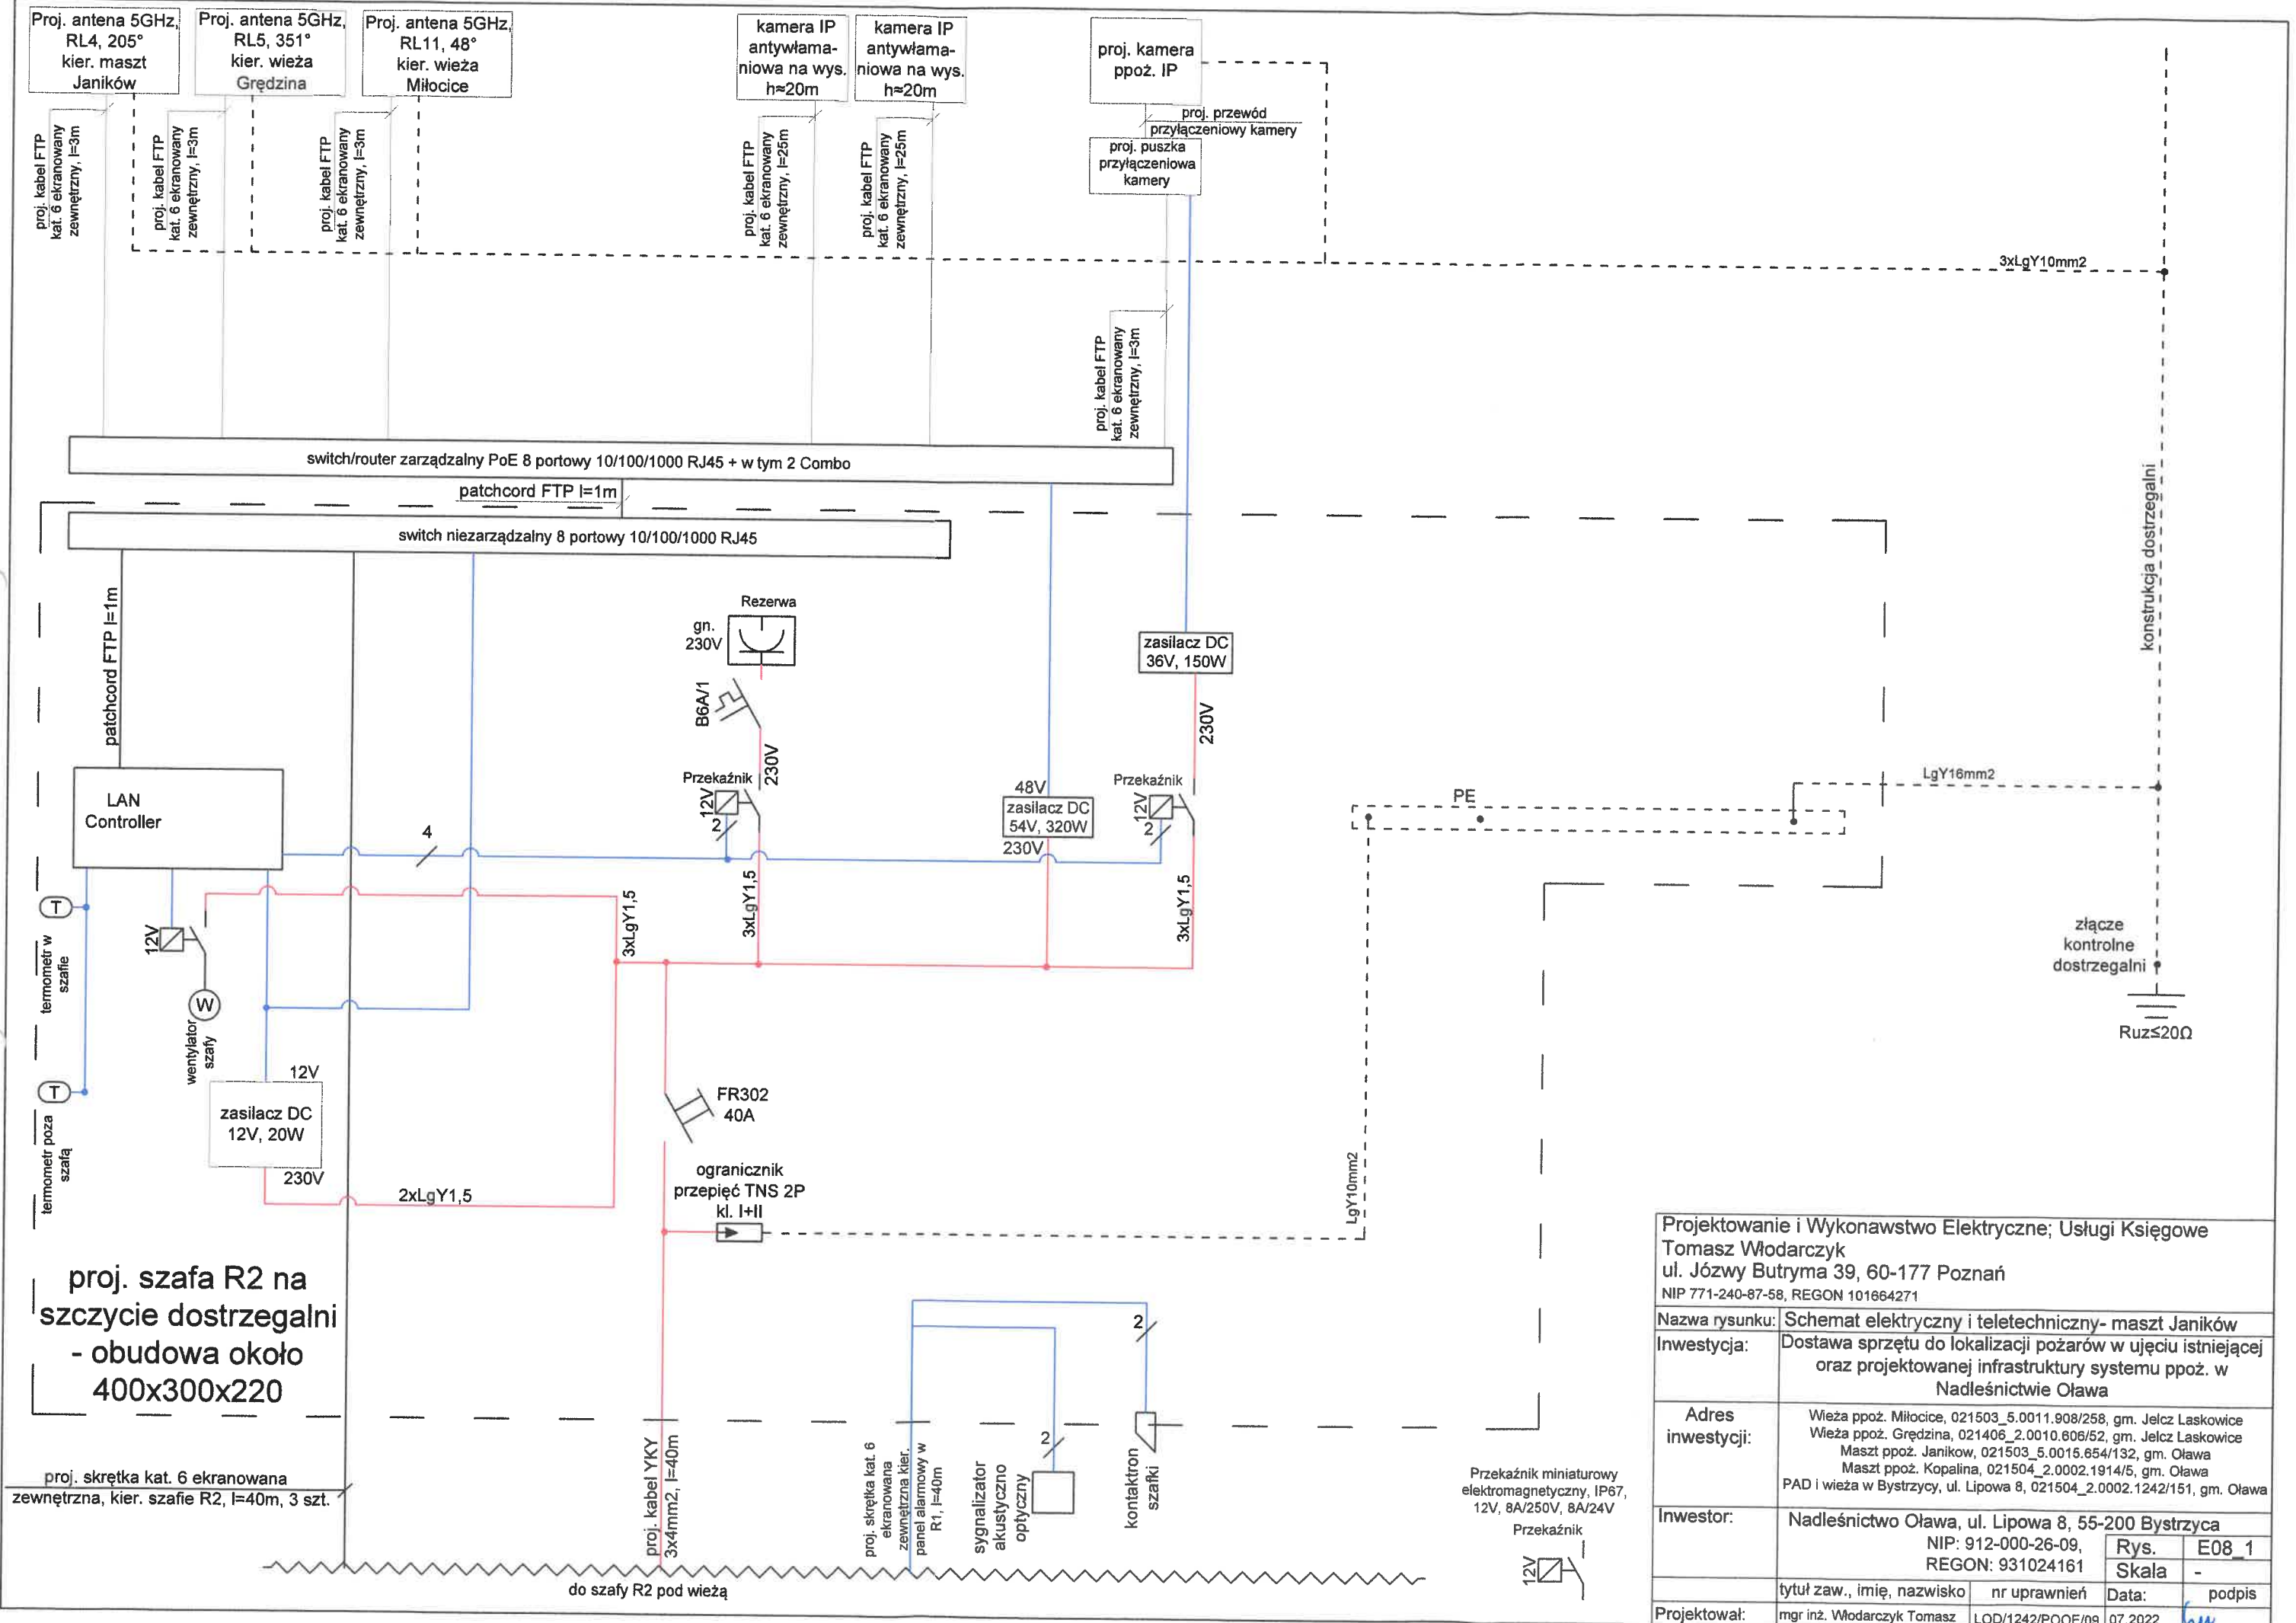 Proj. antena 5GHz,
RL4, 205°
kier. maszt
Janików
Proj. antena 5GHz,
RL5, 351°
kier. wieża
Grędzina
Proj. antena 5GHz,
RL11, 48°
kier. wieża
Miłocice
kamera IP
antywłama-
niowa na wys.
h≈20m
kamera IP
antywłama-
niowa na wys.
h≈20m
proj. kamera
ppoż. IP
proj. przewód
przyłączeniowy kamery
proj. puszka
przyłączeniowa
kamery
proj. kabel FTP
kat. 6 ekranowany
zewnętrzny, l=3m
proj. kabel FTP
kat. 6 ekranowany
zewnętrzny, l=3m
proj. kabel FTP
kat. 6 ekranowany
zewnętrzny, l=3m
proj. kabel FTP
kat. 6 ekranowany
zewnętrzny, l=25m
proj. kabel FTP
kat. 6 ekranowany
zewnętrzny, l=25m
3xLgY10mm2
proj. kabel FTP
kat. 6 ekranowany
zewnętrzny, l=3m
switch/router zarządzalny PoE 8 portowy 10/100/1000 RJ45 + w tym 2 Combo
patchcord FTP l=1m
switch niezarządzalny 8 portowy 10/100/1000 RJ45
konstrukcja dostrzegalni
patchcord FTP l=1m
Rezerwa
gn.
230V
B6A/1
230V
zasilacz DC
36V, 150W
230V
LAN
Controller
4
Przekaźnik
12V
2
48V
zasilacz DC
54V, 320W
230V
Przekaźnik
12V
2
PE
LgY16mm2
3xLgY1,5
3xLgY1,5
3xLgY1,5
T
termometr w
szafie
12V
W
wentylator
szafy
złącze
kontrolne
dostrzegalni
Ruz≤20Ω
T
termometr poza
szafą
12V
zasilacz DC
12V, 20W
230V
2xLgY1,5
FR302
40A
ogranicznik
przepięć TNS 2P
kl. I+II
LgY10mm2
proj. szafa R2 na
szczycie dostrzegalni
- obudowa około
400x300x220
2
2
proj. skrętka kat. 6 ekranowana
zewnętrzna, kier. szafie R2, l=40m, 3 szt.
proj. kabel YKY
3x4mm2, l=40m
proj. skrętka kat. 6
ekranowana
zewnętrzna kier.
panel alarmowy w
R1, l=40m
sygnalizator
akustyczno
optyczny
kontaktron
szafki
do szafy R2 pod wieżą
Przekaźnik miniaturowy
elektromagnetyczny, IP67,
12V, 8A/250V, 8A/24V
Przekaźnik
12V
Projektowanie i Wykonawstwo Elektryczne; Usługi Księgowe
Tomasz Włodarczyk
ul. Józwy Butryma 39, 60-177 Poznań
NIP 771-240-87-58, REGON 101664271
Nazwa rysunku: Schemat elektryczny i teletechniczny- maszt Janików
Inwestycja: Dostawa sprzętu do lokalizacji pożarów w ujęciu istniejącej
oraz projektowanej infrastruktury systemu ppoż. w
Nadleśnictwie Oława
Adres
inwestycji:
Wieża ppoż. Miłocice, 021503_5.0011.908/258, gm. Jelcz Laskowice
Wieża ppoż. Grędzina, 021406_2.0010.606/52, gm. Jelcz Laskowice
Maszt ppoż. Janikow, 021503_5.0015.654/132, gm. Oława
Maszt ppoż. Kopalina, 021504_2.0002.1914/5, gm. Oława
PAD i wieża w Bystrzycy, ul. Lipowa 8, 021504_2.0002.1242/151, gm. Oława
Inwestor: Nadleśnictwo Oława, ul. Lipowa 8, 55-200 Bystrzyca
NIP: 912-000-26-09,
REGON: 931024161
Rys. E08_1
Skala -
tytuł zaw., imię, nazwisko nr uprawnień Data: podpis
Projektował: mgr inż. Włodarczyk Tomasz LOD/1242/POOE/09 07.2022